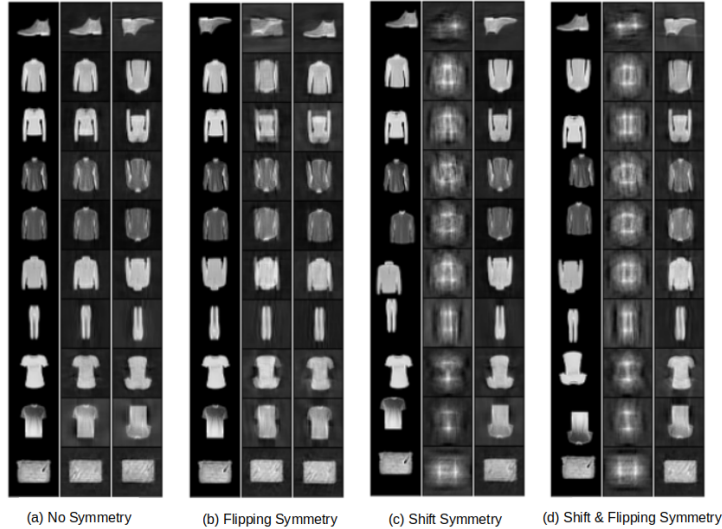 (a) No Symmetry
(b) Flipping Symmetry
(c) Shift Symmetry
(d) Shift & Flipping Symmetry